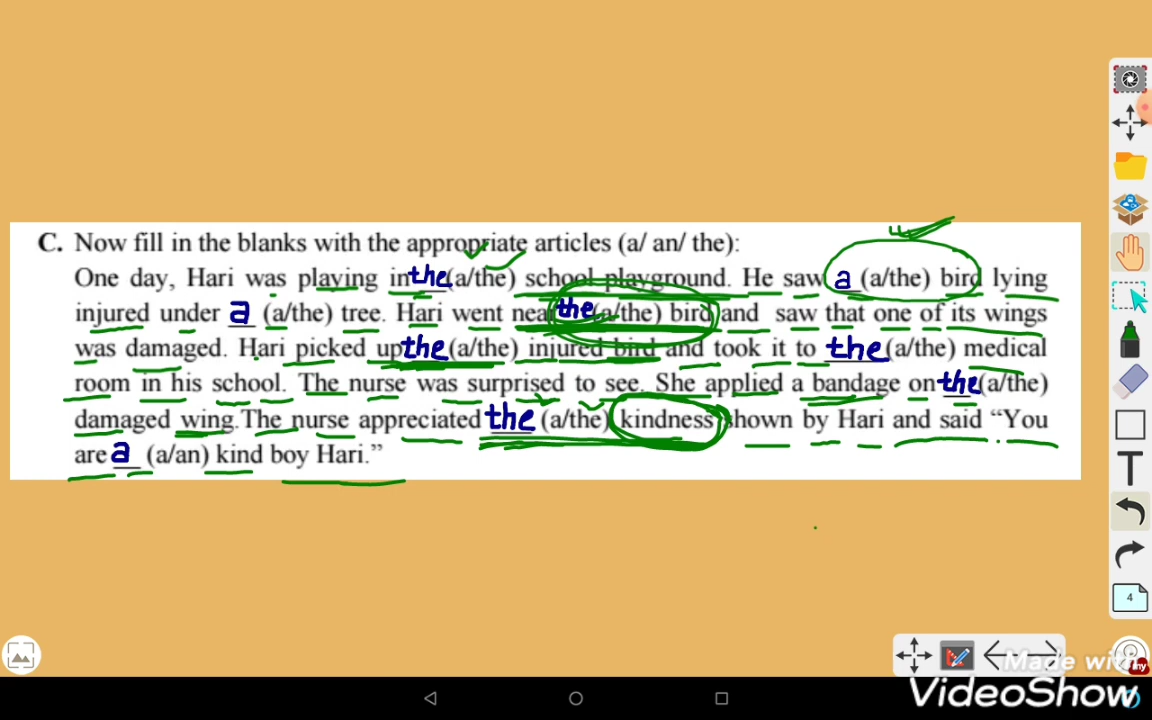 C. Now fill in the blanks with the appropriate articles (a/ an/ the):
One day, Hari was playing in the (a/the) school playground. He saw a (a/the) bird lying
injured under a (a/the) tree. Hari went near the (a/the) bird and saw that one of its wings
was damaged. Hari picked up the (a/the) injured bird and took it to the (a/the) medical
room in his school. The nurse was surprised to see. She applied a bandage on the (a/the)
damaged wing.The nurse appreciated the (a/the) kindness shown by Hari and said “You
are a (a/an) kind boy Hari.”
T
4
my
Made with
VideoShow